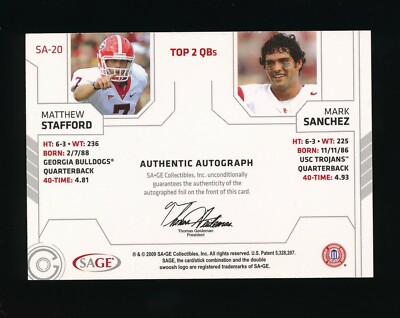 SA-20
TOP 2 QBs
MATTHEW
STAFFORD
MARK
SANCHEZ
HT: 6-3 • WT: 236
BORN: 2/7/88
GEORGIA BULLDOGS®
QUARTERBACK
40-TIME: 4.81
HT: 6-3 • WT: 225
BORN: 11/11/86
USC TROJANS™
QUARTERBACK
40-TIME: 4.93
AUTHENTIC AUTOGRAPH
SA•GE Collectibles, Inc. unconditionally
guarantees the authenticity of the
autographed foil on the front of this card.
Thomas Geideman
President
SAGE
® & © 2009 SA•GE Collectibles, Inc. All rights reserved. U.S. Patent 5,328,207.
SAGE, the card/stick combination and the double
swoosh logo are registered trademarks of SA•GE.